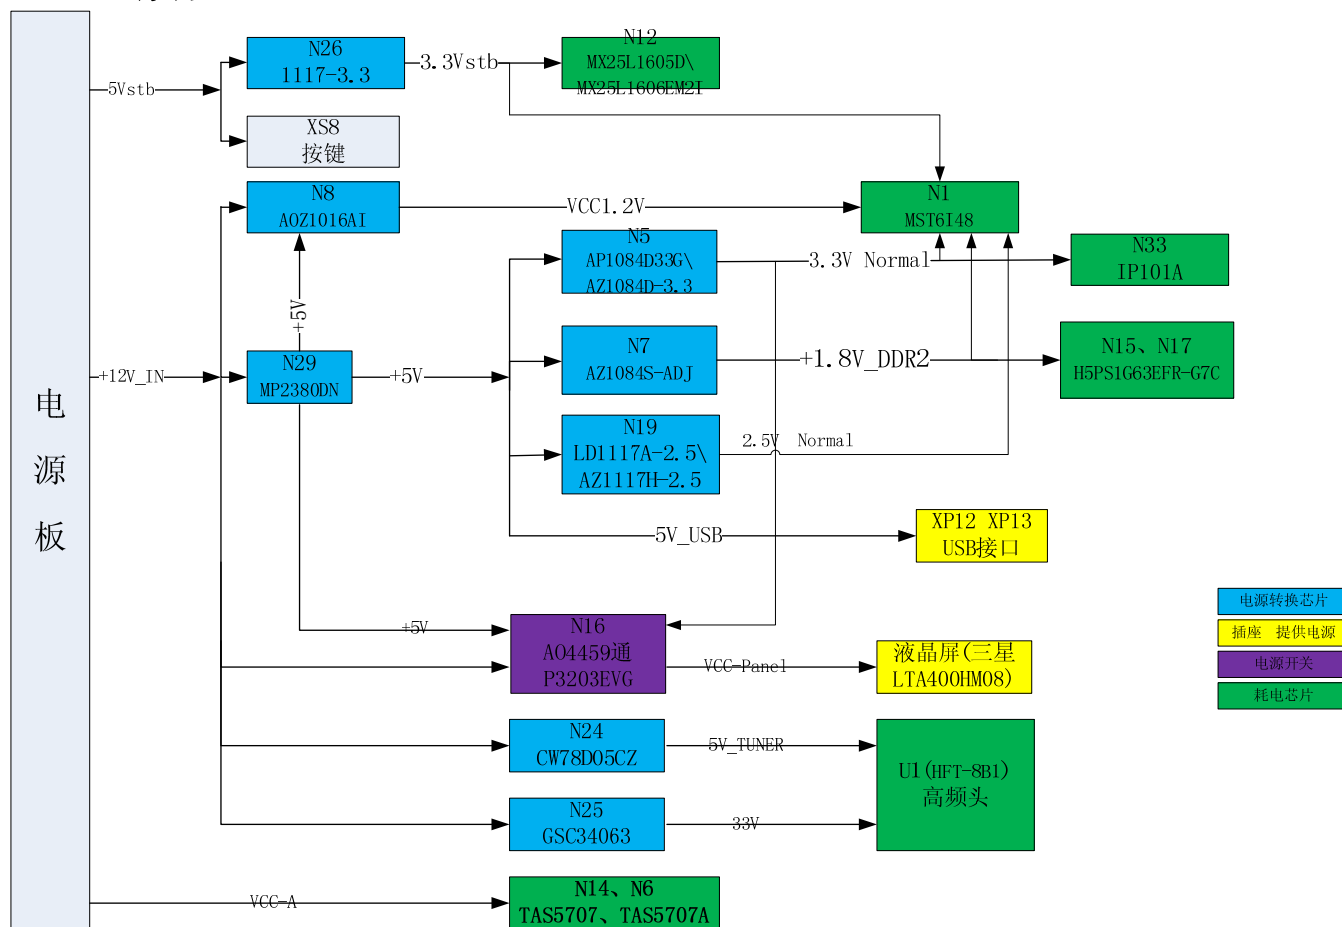 N26
1117-3.3
3.3Vstb
N12
MX25L1605D\
MX25L1606EM2I
5Vstb
XS8
按键
N8
AOZ1016AI
VCC1.2V
N1
MST6I48
N5
AP1084D33G\
AZ1084D-3.3
3.3V Normal
N33
IP101A
+5V
N29
MP2380DN
+12V_IN
+5V
N7
AZ1084S-ADJ
+1.8V_DDR2
N15、N17
H5PS1G63EFR-G7C
电源板
N19
LD1117A-2.5\
AZ1117H-2.5
2.5V Normal
5V_USB
XP12 XP13
USB接口
+5V
N16
AO4459通
P3203EVG
VCC-Panel
液晶屏(三星
LTA400HM08)
电源转换芯片
插座 提供电源
电源开关
耗电芯片
N24
CW78D05CZ
5V_TUNER
U1(HFT-8B1)
高频头
N25
GSC34063
33V
VCC-A
N14、N6
TAS5707、TAS5707A